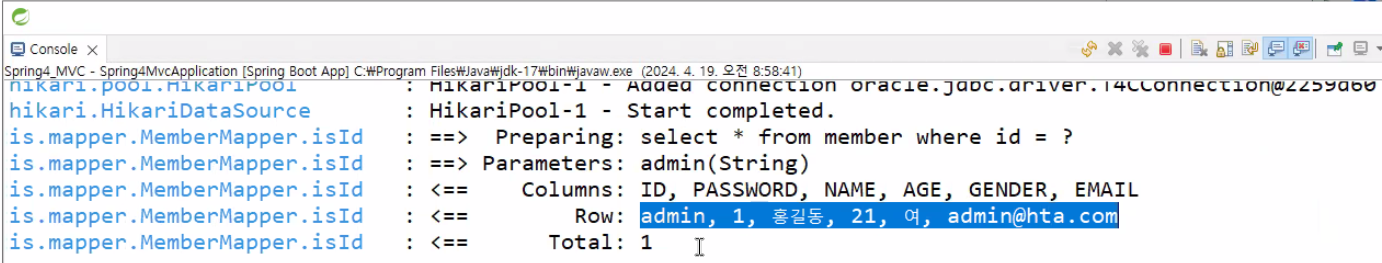 Console
Spring4_MVC - Spring4MvcApplication [Spring Boot App] C:₩Program Files₩Java₩jdk-17₩bin₩javaw.exe (2024. 4. 19. 오전 8:58:41)
hikari.pool.HikariPool : HikariPool-1 - Added connection oracle.jdbc.driver.T4CConnection@2259a60
hikari.HikariDataSource : HikariPool-1 - Start completed.
is.mapper.MemberMapper.isId : ==> Preparing: select * from member where id = ?
is.mapper.MemberMapper.isId : ==> Parameters: admin(String)
is.mapper.MemberMapper.isId : <== Columns: ID, PASSWORD, NAME, AGE, GENDER, EMAIL
is.mapper.MemberMapper.isId : <== Row: admin, 1, 홍길동, 21, 여, admin@hta.com
is.mapper.MemberMapper.isId : <== Total: 1